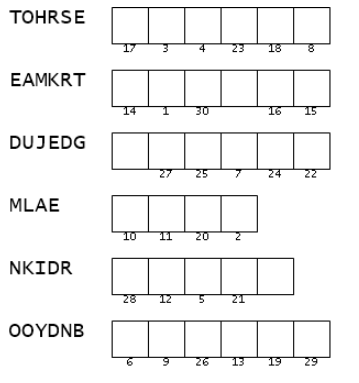 TOHRSE
17 3 4 23 18 8
EAMKRT
14 1 30 16 15
DUJEDG
27 25 7 24 22
MLAE
10 11 20 2
NKIDR
28 12 5 21
OOYDNB
6 9 26 13 19 29